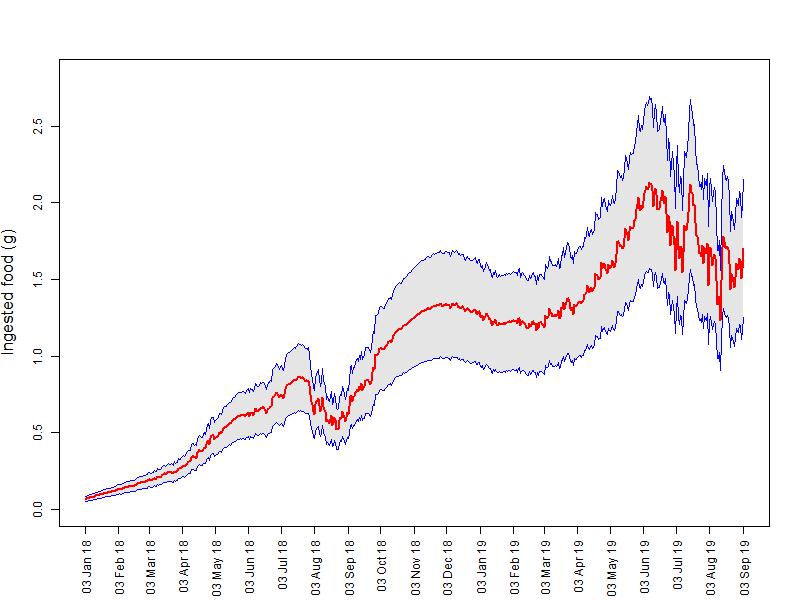 Ingested food (g)
2.5
2.0
1.5
1.0
0.5
0.0
03 Jan 18
03 Feb 18
03 Mar 18
03 Apr 18
03 May 18
03 Jun 18
03 Jul 18
03 Aug 18
03 Sep 18
03 Oct 18
03 Nov 18
03 Dec 18
03 Jan 19
03 Feb 19
03 Mar 19
03 Apr 19
03 May 19
03 Jun 19
03 Jul 19
03 Aug 19
03 Sep 19